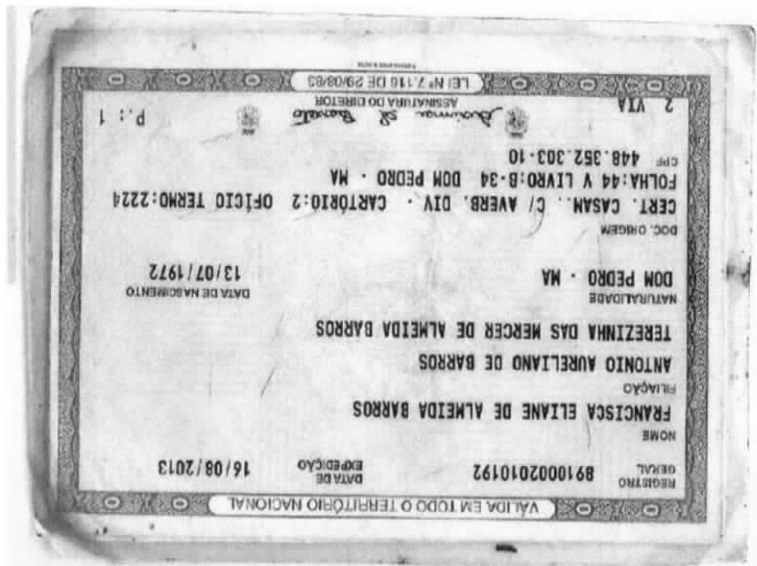 VÁLIDA EM TODO O TERRITÓRIO NACIONAL
REGISTRO GERAL 8910002010192 DATA DE EXPEDIÇÃO 16/08/2013
NOME
FRANCISCA ELIANE DE ALMEIDA BARROS
FILIAÇÃO
ANTONIO AURELIANO DE BARROS
TEREZINHA DAS MERCER DE ALMEIDA BARROS
NATURALIDADE DATA DE NASCIMENTO
DOM PEDRO - MA 13/07/1972
DOC. ORIGEM
CERT. CASAM.. C/ AVERB. DIV - CARTÓRIO:2 OFÍCIO TERMO:2224
FOLHA:44 V LIVRO:B-34 DOM PEDRO - MA
CPF 448.352.303-10
2 VIA P.: 1
ASSINATURA DO DIRETOR
LEI Nº 7.116 DE 29/08/83